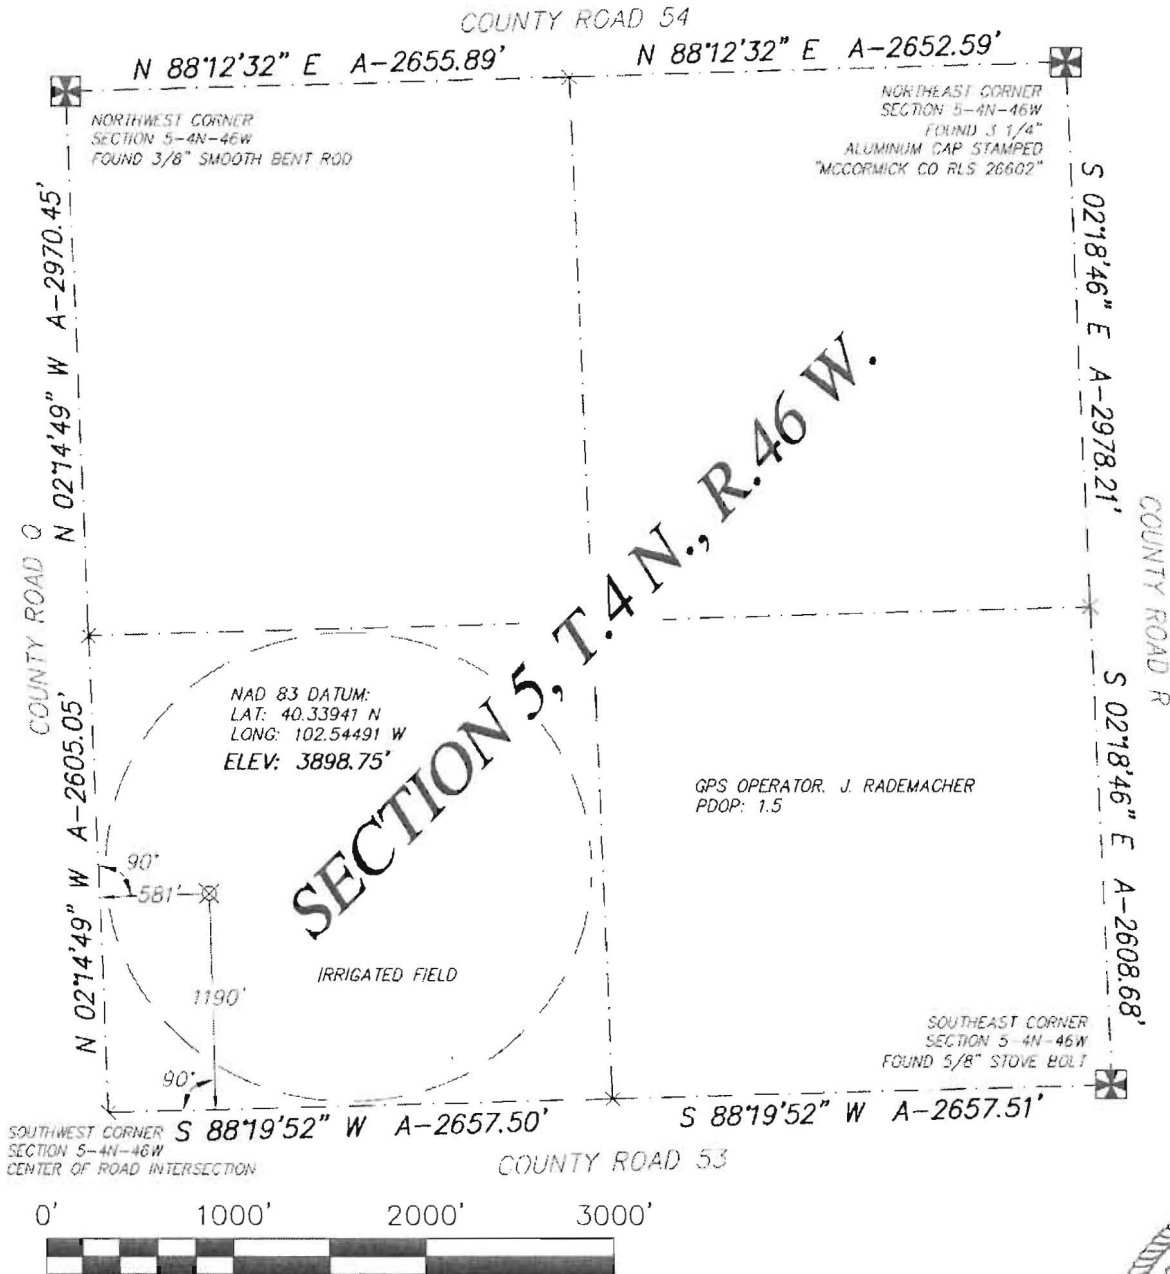 COUNTY ROAD 54
N 88°12'32" E A-2655.89'
N 88°12'32" E A-2652.59'
NORTHWEST CORNER
SECTION 5-4N-46W
FOUND 3/8" SMOOTH BENT ROD
NORTHEAST CORNER
SECTION 5-4N-46W
FOUND 3 1/4"
ALUMINUM CAP STAMPED
"MCCORMICK CO RLS 26602"
N 02°14'49" W A-2970.45'
S 02°18'46" E A-2978.21'
COUNTY ROAD Q
COUNTY ROAD R
SECTION 5, T.4 N., R.46 W.
NAD 83 DATUM:
LAT: 40.33941 N
LONG: 102.54491 W
ELEV: 3898.75'
GPS OPERATOR. J. RADEMACHER
PDOP: 1.5
N 02°14'49" W A-2605.05'
S 02°18'46" E A-2608.68'
90°
581'
IRRIGATED FIELD
1190'
90°
SOUTHEAST CORNER
SECTION 5-4N-46W
FOUND 5/8" STOVE BOLT
SOUTHWEST CORNER
SECTION 5-4N-46W
CENTER OF ROAD INTERSECTION
S 88°19'52" W A-2657.50'
S 88°19'52" W A-2657.51'
COUNTY ROAD 53
0' 1000' 2000' 3000'